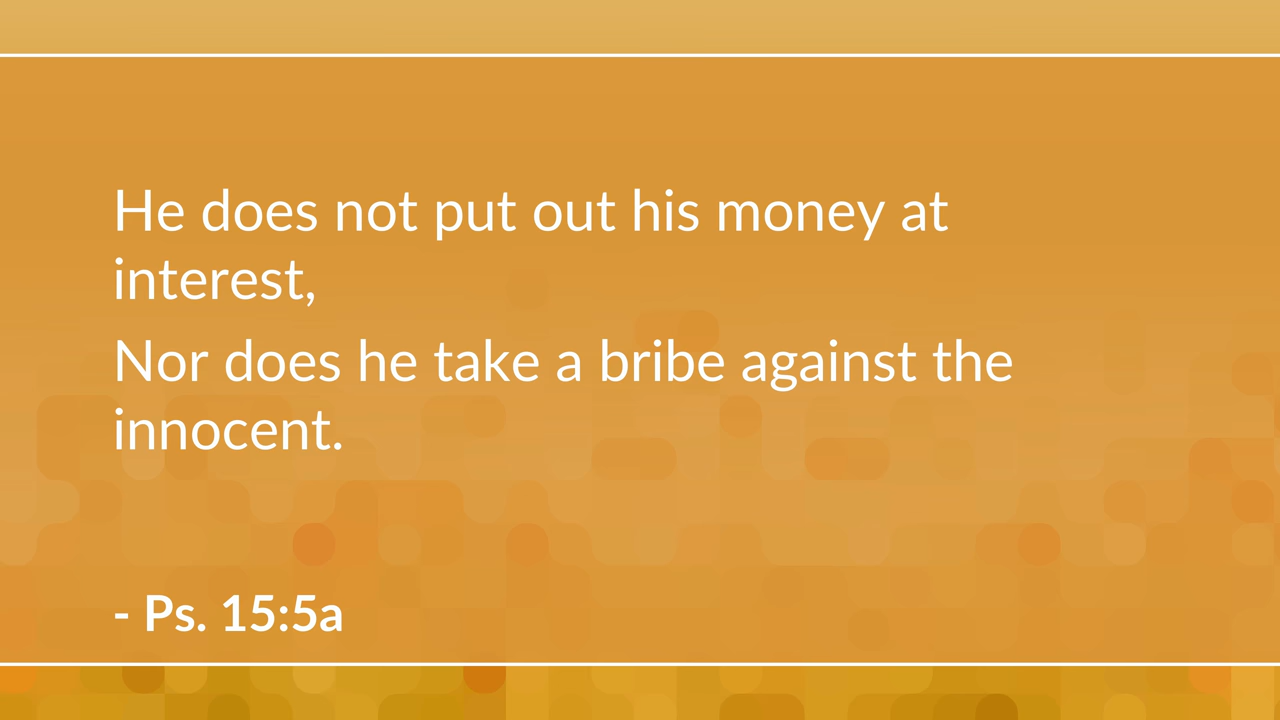 He does not put out his money at
interest,
Nor does he take a bribe against the
innocent.
- Ps. 15:5a